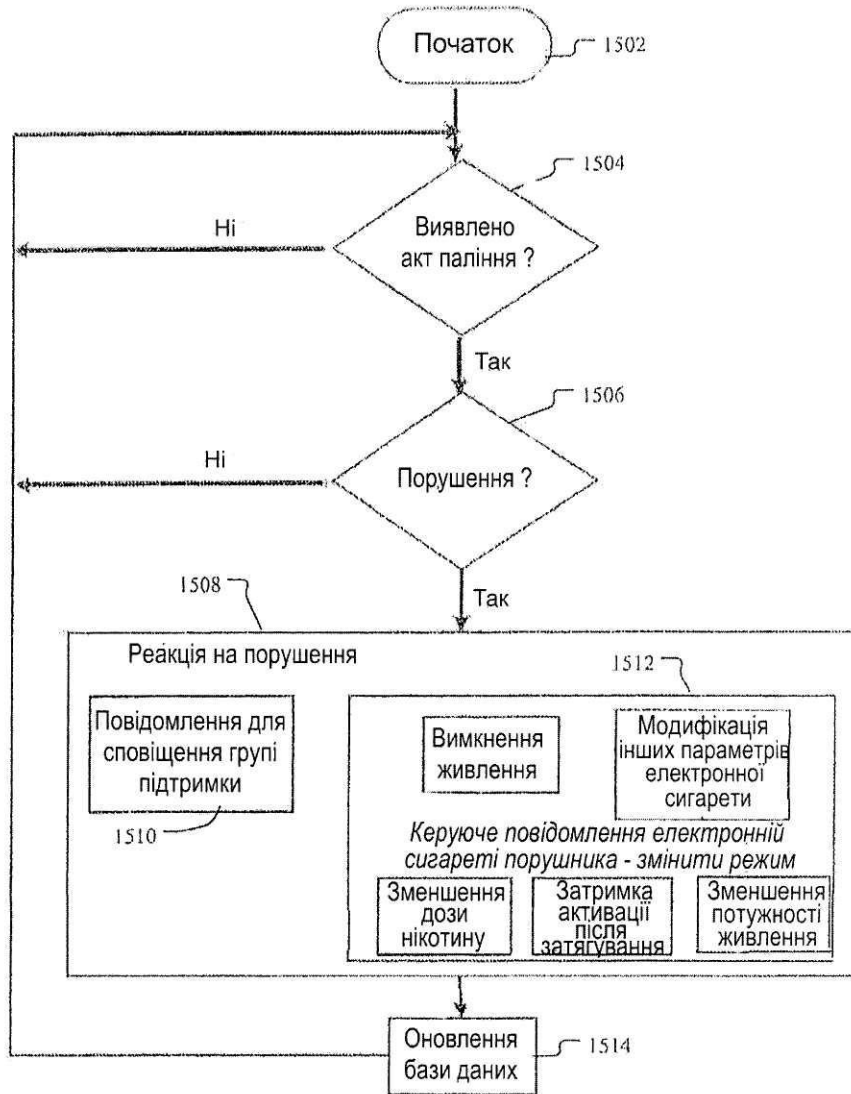 Початок
1502
1504
Виявлено
акт паління ?
Ні
Так
1506
Порушення ?
Ні
Так
1508
Реакція на порушення
1512
Повідомлення для
сповіщення групі
підтримки
1510
Вимкнення
живлення
Модифікація
інших параметрів
електронної
сигарети
Керуюче повідомлення електронній
сигареті порушника - змінити режим
Зменшення
дози
нікотину
Затримка
активації
після
затягування
Зменшення
потужності
живлення
Оновлення
бази даних
1514